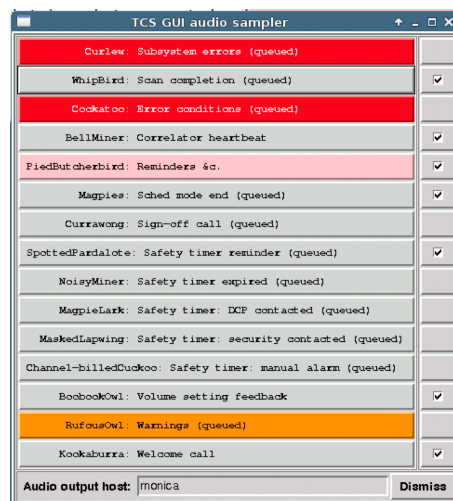 TCS GUI audio sampler
Curlew: Subsystem errors (queued)
WhipBird: Scan completion (queued)
Cockatoo: Error conditions (queued)
BellMiner: Correlator heartbeat
PiedButcherbird: Reminders &c.
Magpies: Sched mode end (queued)
Currawong: Sign-off call (queued)
SpottedPardalote: Safety timer reminder (queued)
NoisyMiner: Safety timer expired (queued)
MagpieLark: Safety timer: DCP contacted (queued)
MaskedLapwing: Safety timer: security contacted (queued)
Channel-billedCuckoo: Safety timer: manual alarm (queued)
BoobookOwl: Volume setting feedback
RufousOwl: Warnings (queued)
Kookaburra: Welcome call
Audio output host: monica Dismiss